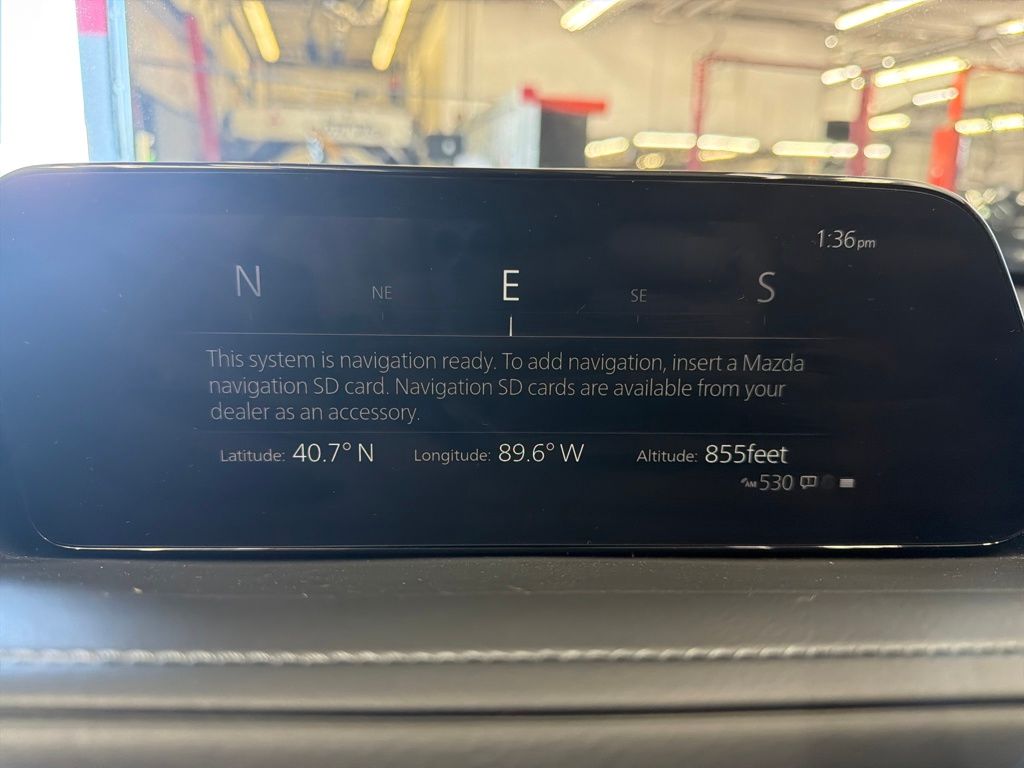 1:36pm
N NE E SE S
This system is navigation ready. To add navigation, insert a Mazda
navigation SD card. Navigation SD cards are available from your
dealer as an accessory.
Latitude: 40.7° N Longitude: 89.6° W Altitude: 855feet
AM 530